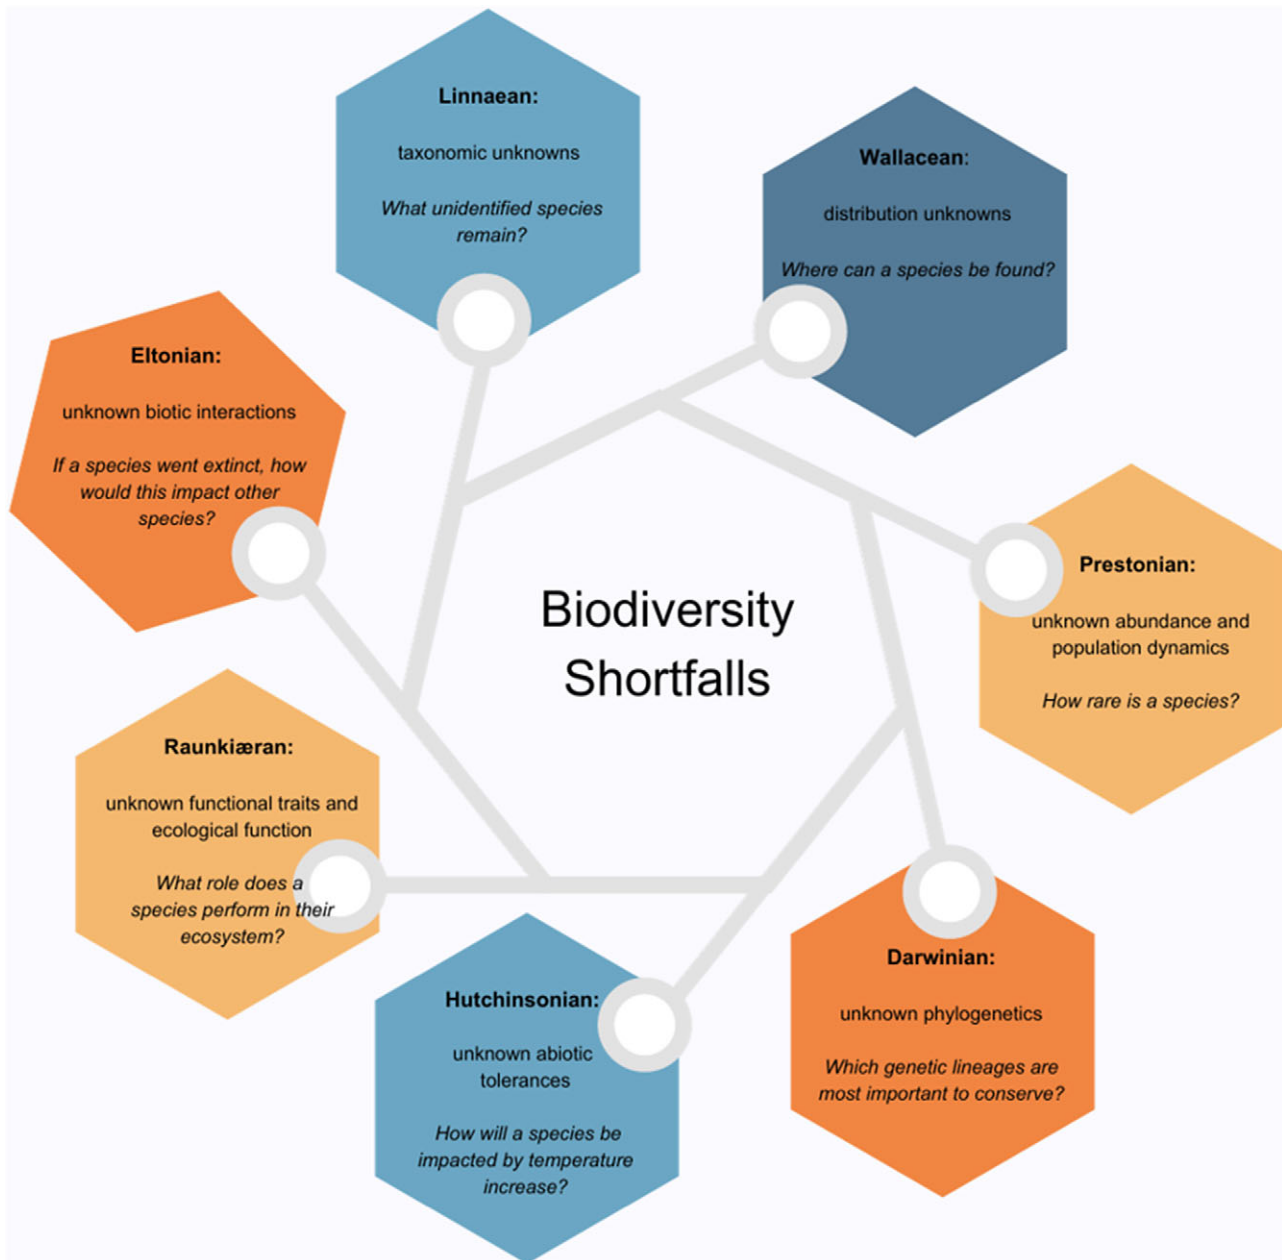 Linnaean:
taxonomic unknowns
What unidentified species
remain?
Wallacean:
distribution unknowns
Where can a species be found?
Eltonian:
unknown biotic interactions
If a species went extinct, how
would this impact other
species?
Biodiversity
Shortfalls
Prestonian:
unknown abundance and
population dynamics
How rare is a species?
Raunkiæran:
unknown functional traits and
ecological function
What role does a
species perform in their
ecosystem?
Hutchinsonian:
unknown abiotic
tolerances
How will a species be
impacted by temperature
increase?
Darwinian:
unknown phylogenetics
Which genetic lineages are
most important to conserve?